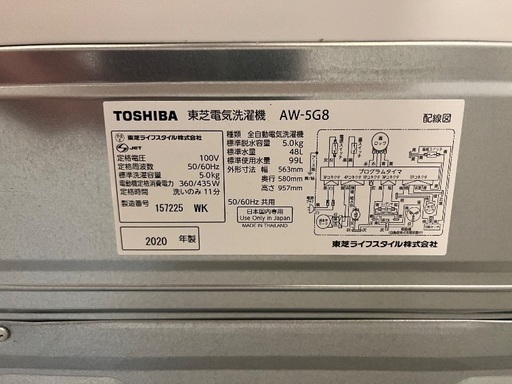 TOSHIBA 東芝電気洗濯機 AW-5G8
配線図
東芝ライフスタイル株式会社
JET
定格電圧 100V
定格周波数 50/60Hz
標準洗濯容量 5.0kg
電動機定格消費電力 360/435W
定格時間 洗いのみ 11分
製造番号 157225 WK
2020 年製
種類 全自動電気洗濯機
標準脱水容量 5.0kg
標準水量 48L
標準使用水量 99L
外形寸法 幅 563mm
奥行 580mm
高さ 957mm
50/60Hz 共用
日本国内専用
Use Only in Japan
MADE IN THAILAND
プログラムタイマ
東芝ライフスタイル株式会社